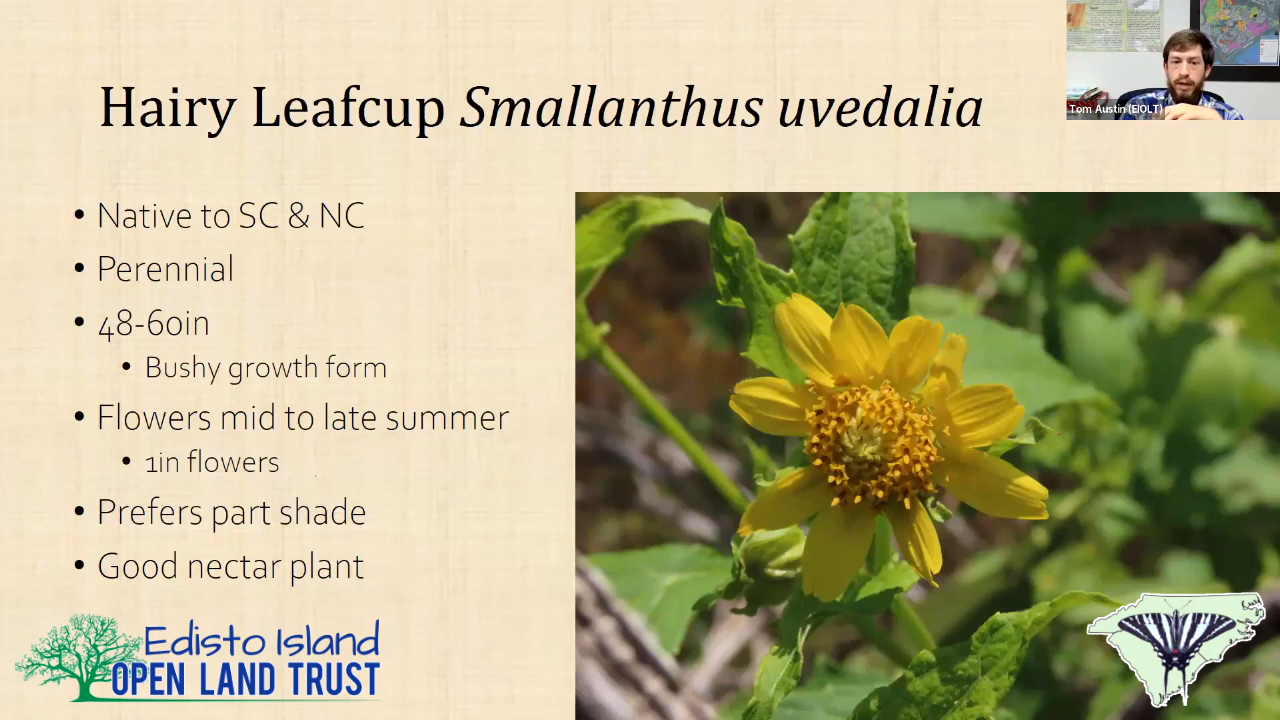 Hairy Leafcup Smallanthus uvedalia
Tom Austin (EIOLT)
• Native to SC & NC
• Perennial
• 48-60in
• Bushy growth form
• Flowers mid to late summer
• 1in flowers
• Prefers part shade
• Good nectar plant
Edisto Island
OPEN LAND TRUST